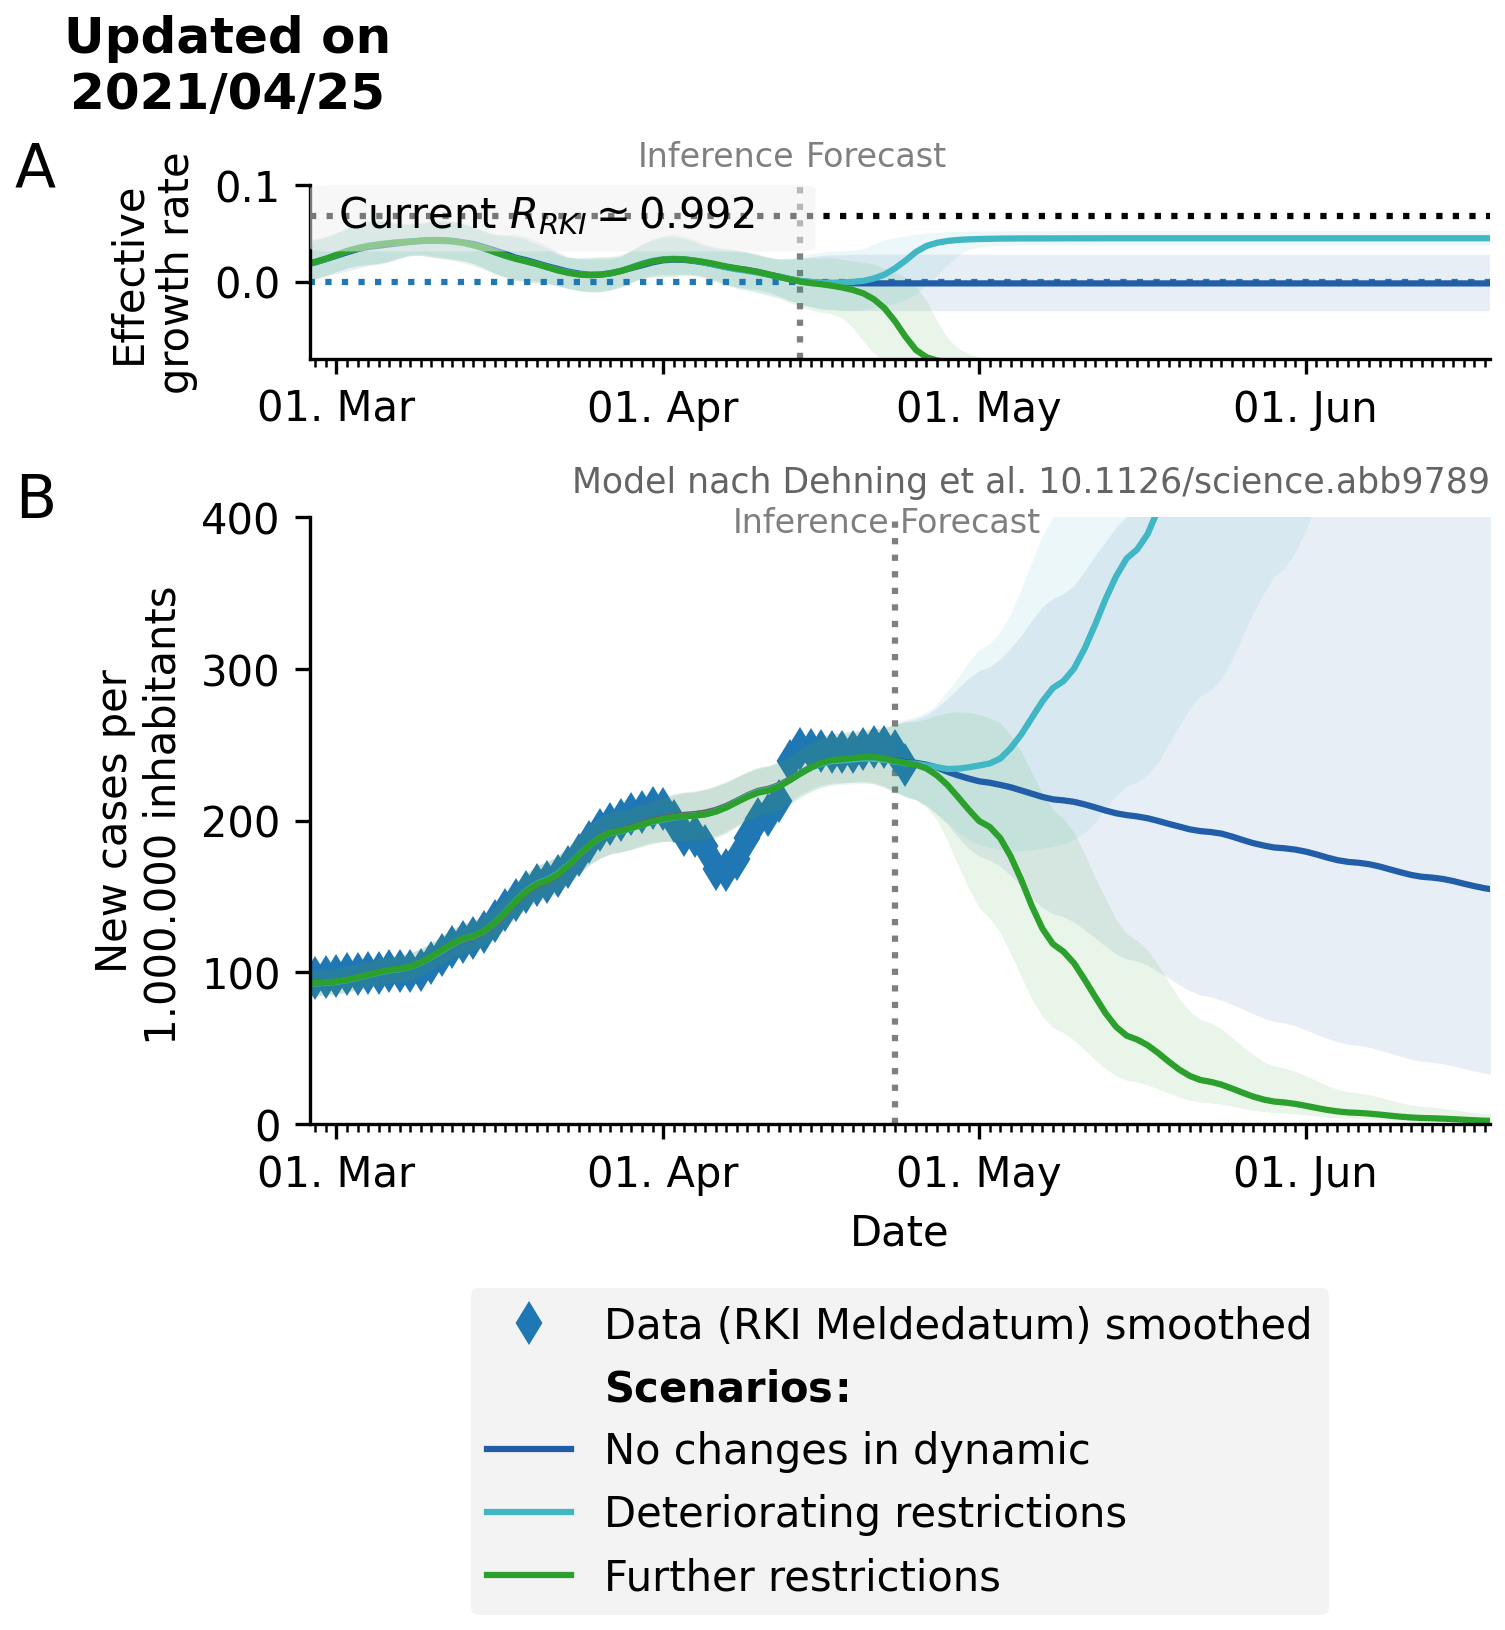 Updated on
2021/04/25
A
Inference Forecast
Effective
growth rate
0.1
0.0
Current R_RKI ≃ 0.992
01. Mar 01. Apr 01. May 01. Jun
B
Model nach Dehning et al. 10.1126/science.abb9789
Inference Forecast
New cases per
1.000.000 inhabitants
400
300
200
100
0
01. Mar 01. Apr 01. May 01. Jun
Date
Data (RKI Meldedatum) smoothed
Scenarios:
No changes in dynamic
Deteriorating restrictions
Further restrictions